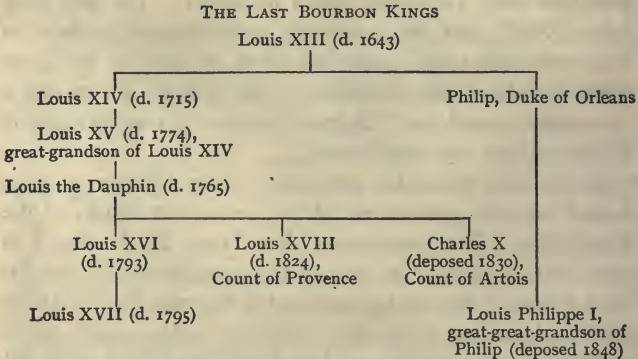 THE LAST BOURBON KINGS
Louis XIII (d. 1643)
Louis XIV (d. 1715)
Philip, Duke of Orleans
Louis XV (d. 1774),
great-grandson of Louis XIV
Louis the Dauphin (d. 1765)
Louis XVI
(d. 1793)
Louis XVIII
(d. 1824),
Count of Provence
Charles X
(deposed 1830),
Count of Artois
Louis XVII (d. 1795)
Louis Philippe I,
great-great-grandson of
Philip (deposed 1848)